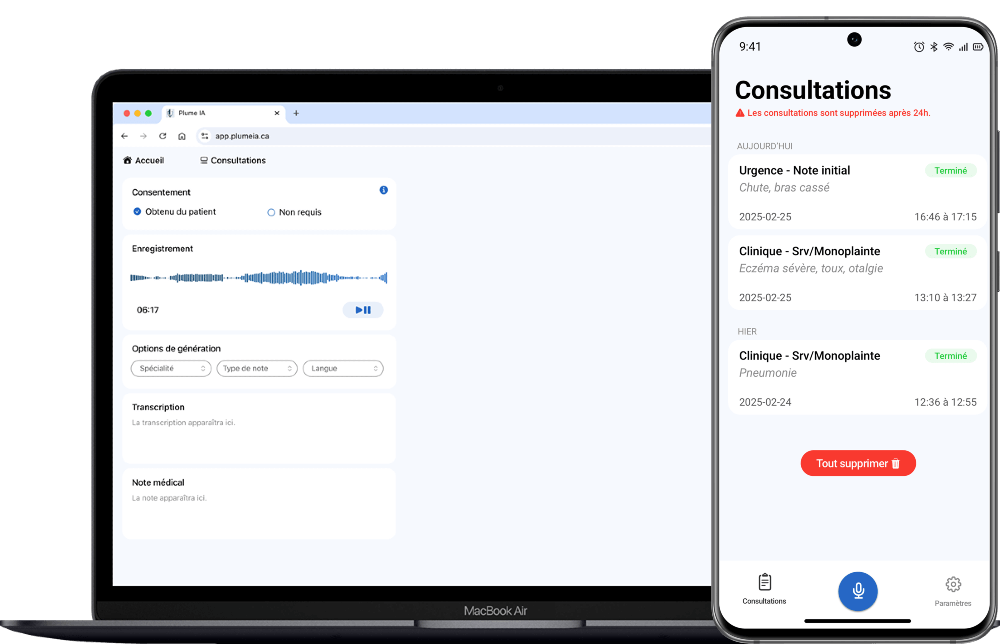 Plume IA
app.plumeia.ca
Accueil
Consultations
Consentement
Obtenu du patient
Non requis
Enregistrement
06:17
Options de génération
Spécialité
Type de note
Langue
Transcription
La transcription apparaîtra ici.
Note médical
La note apparaîtra ici.
MacBook Air
9:41
Consultations
Les consultations sont supprimées après 24h.
AUJOURD'HUI
Urgence - Note initial
Terminé
Chute, bras cassé
2025-02-25
16:46 à 17:15
Clinique - Srv/Monoplainte
Terminé
Eczéma sévère, toux, otalgie
2025-02-25
13:10 à 13:27
HIER
Clinique - Srv/Monoplainte
Terminé
Pneumonie
2025-02-24
12:36 à 12:55
Tout supprimer
Consultations
Paramètres